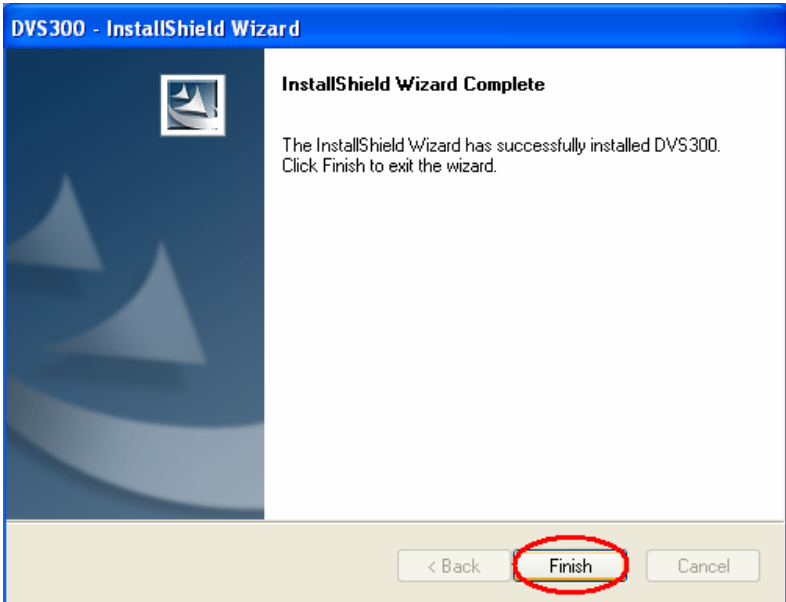 DVS300 - InstallShield Wizard
InstallShield Wizard Complete
The InstallShield Wizard has successfully installed DVS300.
Click Finish to exit the wizard.
< Back
Finish
Cancel